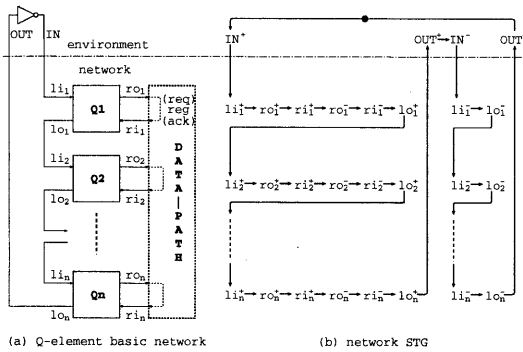 OUT IN
environment
network
li1 Q1 ro1
(req)
reg
(ack)
lo1 ri1
li2 Q2 ro2
lo2 ri2
lin Qn ron
lon rin
DATA—PATH
(a) Q-element basic network
IN+ OUT+ IN- OUT-
li1+ ro1+ ri1+ ro1- ri1- lo1+ li1- lo1-
li2+ ro2+ ri2+ ro2- ri2- lo2+ li2- lo2-
lin+ ron+ rin+ ron- rin- lon+ lin- lon-
(b) network STG